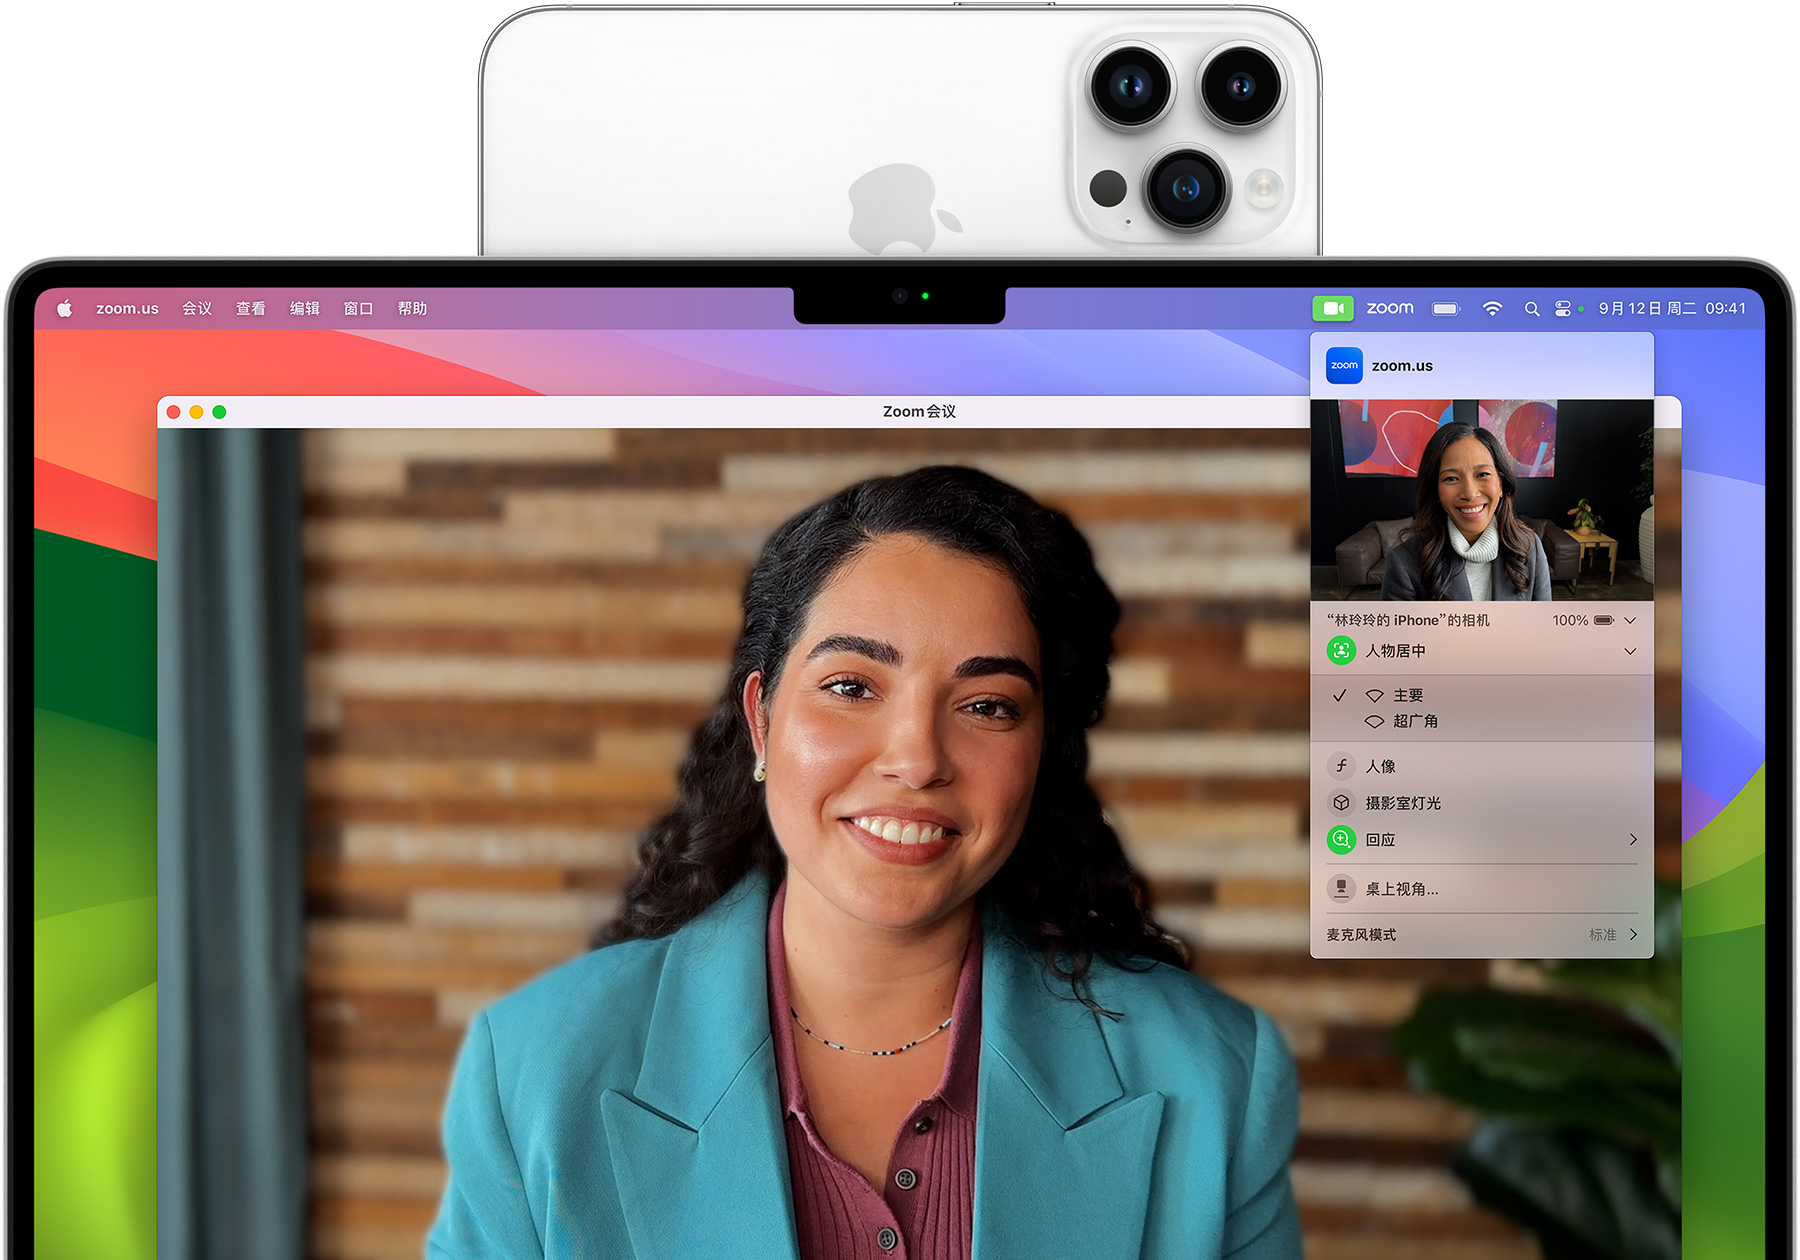 zoom.us 会议 查看 编辑 窗口 帮助 zoom 9月12日 周二 09:41
zoom zoom.us
Zoom会议
“林玲玲的 iPhone”的相机 100%
人物居中
主要
超广角
人像
摄影室灯光
回应
桌上视角...
麦克风模式 标准